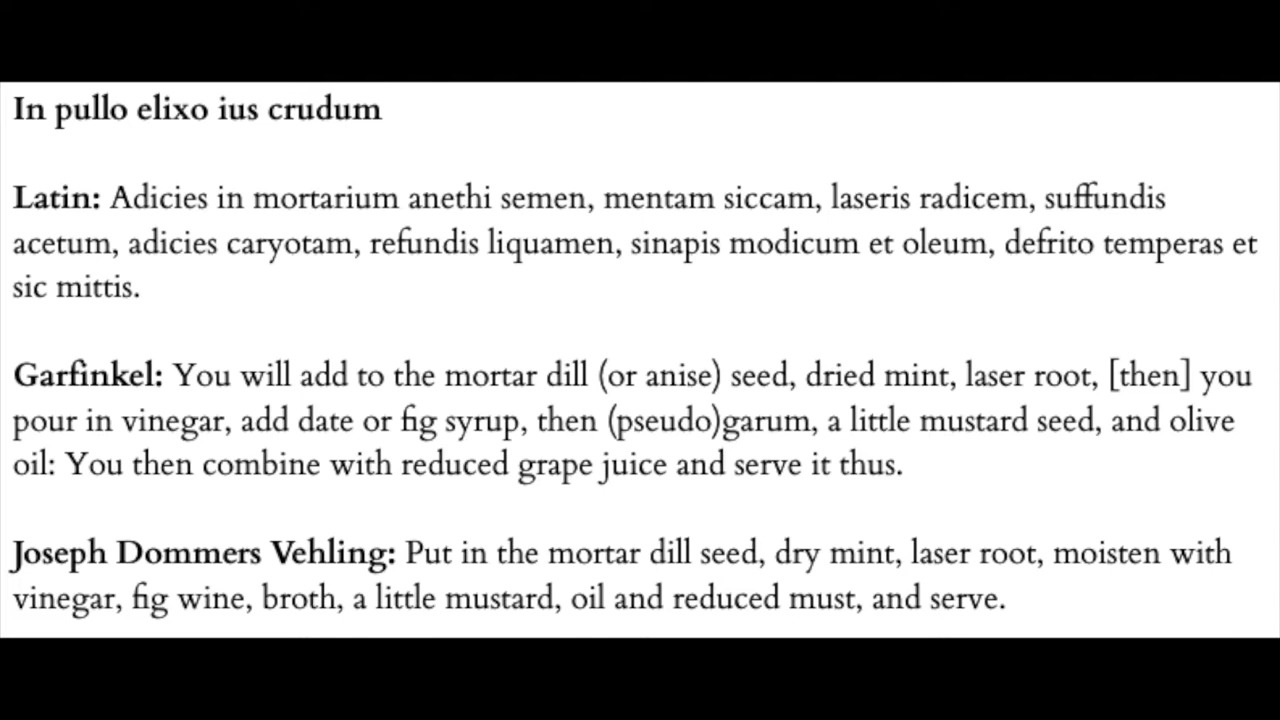 In pullo elixo ius crudum
Latin: Adicies in mortarium anethi semen, mentam siccam, laseris radicem, suffundis
acetum, adicies caryotam, refundis liquamen, sinapis modicum et oleum, defrito temperas et
sic mittis.
Garfinkel: You will add to the mortar dill (or anise) seed, dried mint, laser root, [then] you
pour in vinegar, add date or fig syrup, then (pseudo)garum, a little mustard seed, and olive
oil: You then combine with reduced grape juice and serve it thus.
Joseph Dommers Vehling: Put in the mortar dill seed, dry mint, laser root, moisten with
vinegar, fig wine, broth, a little mustard, oil and reduced must, and serve.